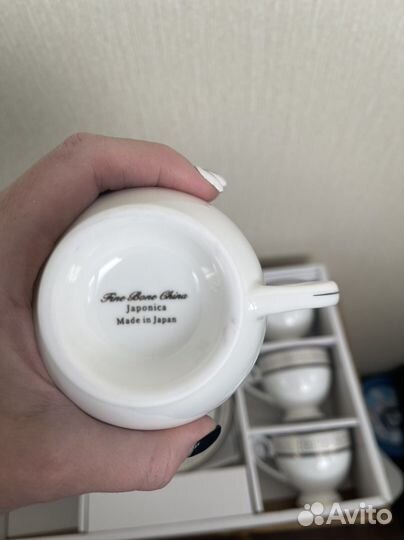 Fine Bone China
Japonica
Made in Japan
Avito